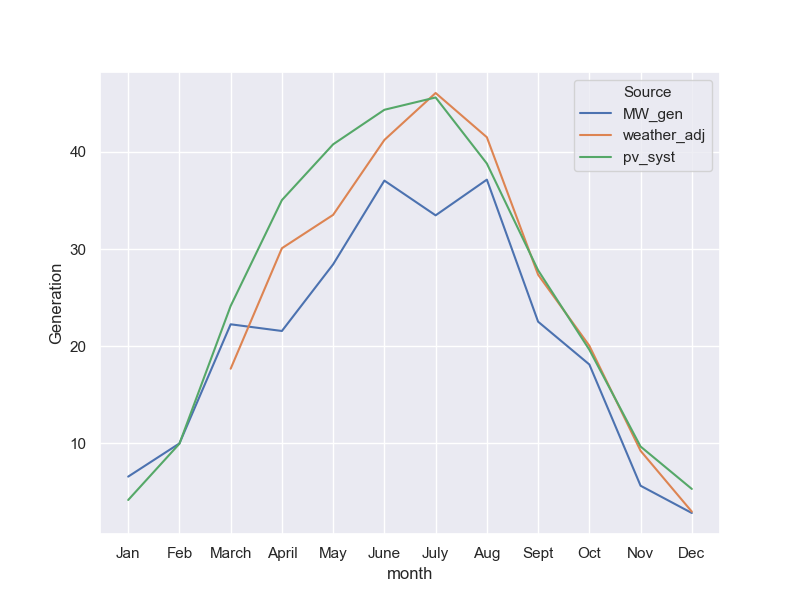 Source
MW_gen
weather_adj
pv_syst
Generation
40
30
20
10
Jan Feb March April May June July Aug Sept Oct Nov Dec
month